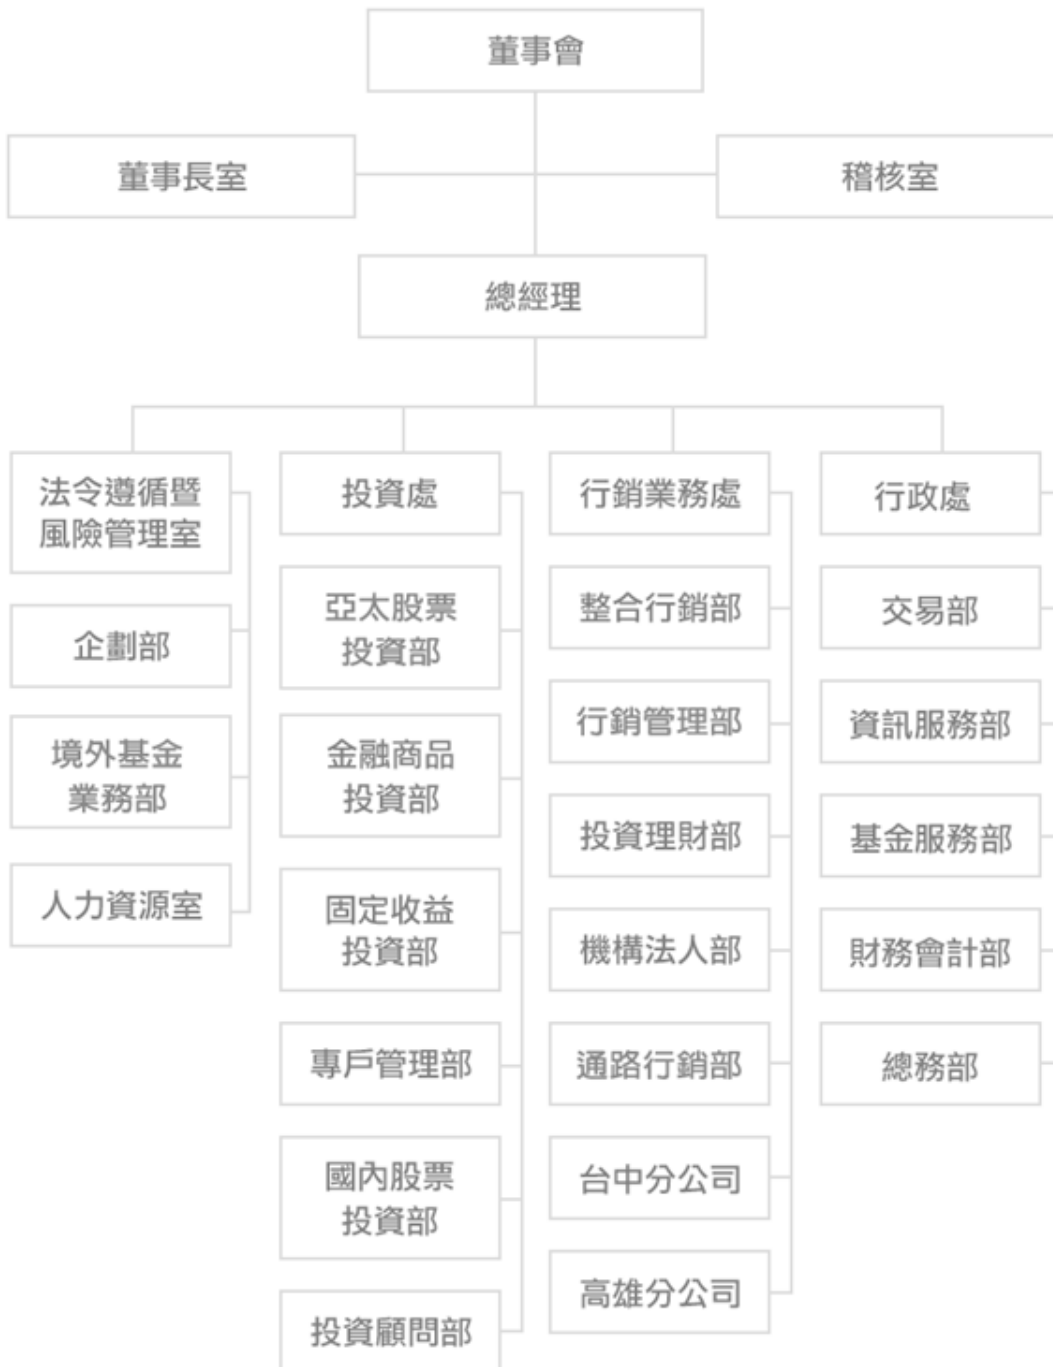 董事會
董事長室
稽核室
總經理
法令遵循暨
風險管理室
企劃部
境外基金
業務部
人力資源室
投資處
亞太股票
投資部
金融商品
投資部
固定收益
投資部
專戶管理部
國內股票
投資部
投資顧問部
行銷業務處
整合行銷部
行銷管理部
投資理財部
機構法人部
通路行銷部
台中分公司
高雄分公司
行政處
交易部
資訊服務部
基金服務部
財務會計部
總務部